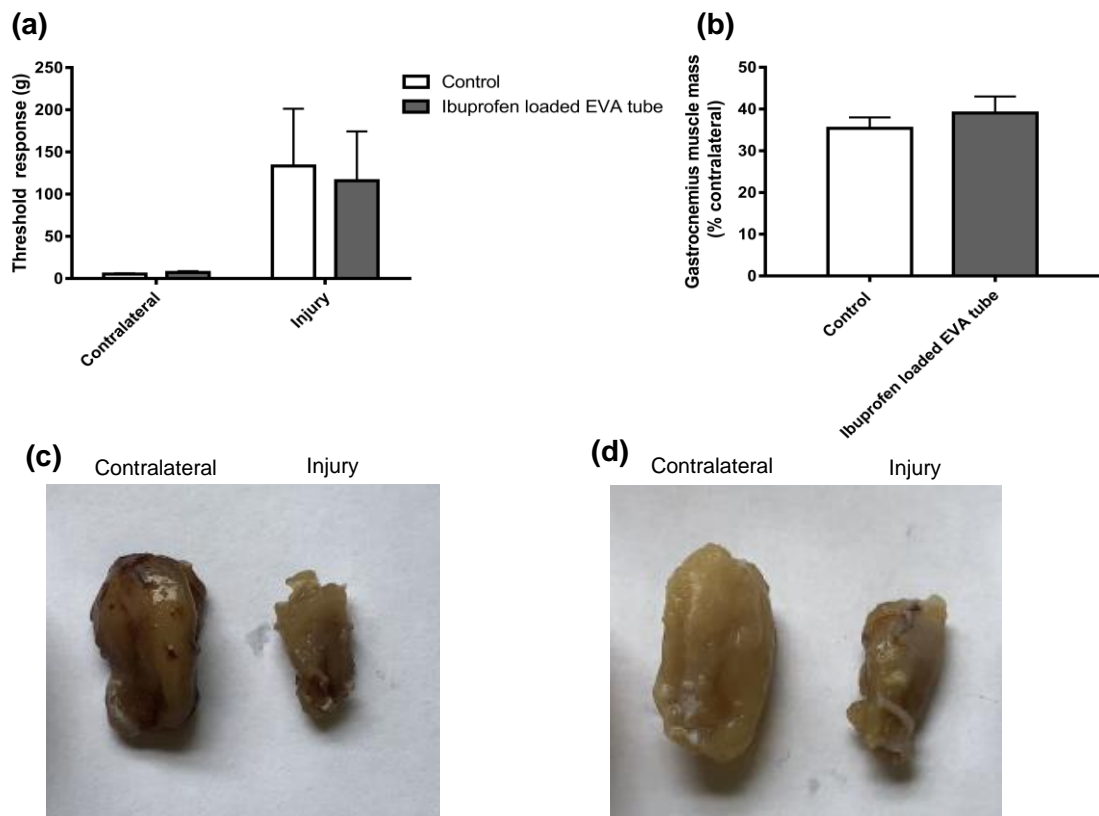 (a)
Threshold response (g)
250
200
150
100
50
0
Contralateral
Injury
Control
Ibuprofen loaded EVA tube
(b)
Gastrocnemius muscle mass
(% contralateral)
50
40
30
20
10
0
Control
Ibuprofen loaded EVA tube
(c)
Contralateral
Injury
(d)
Contralateral
Injury